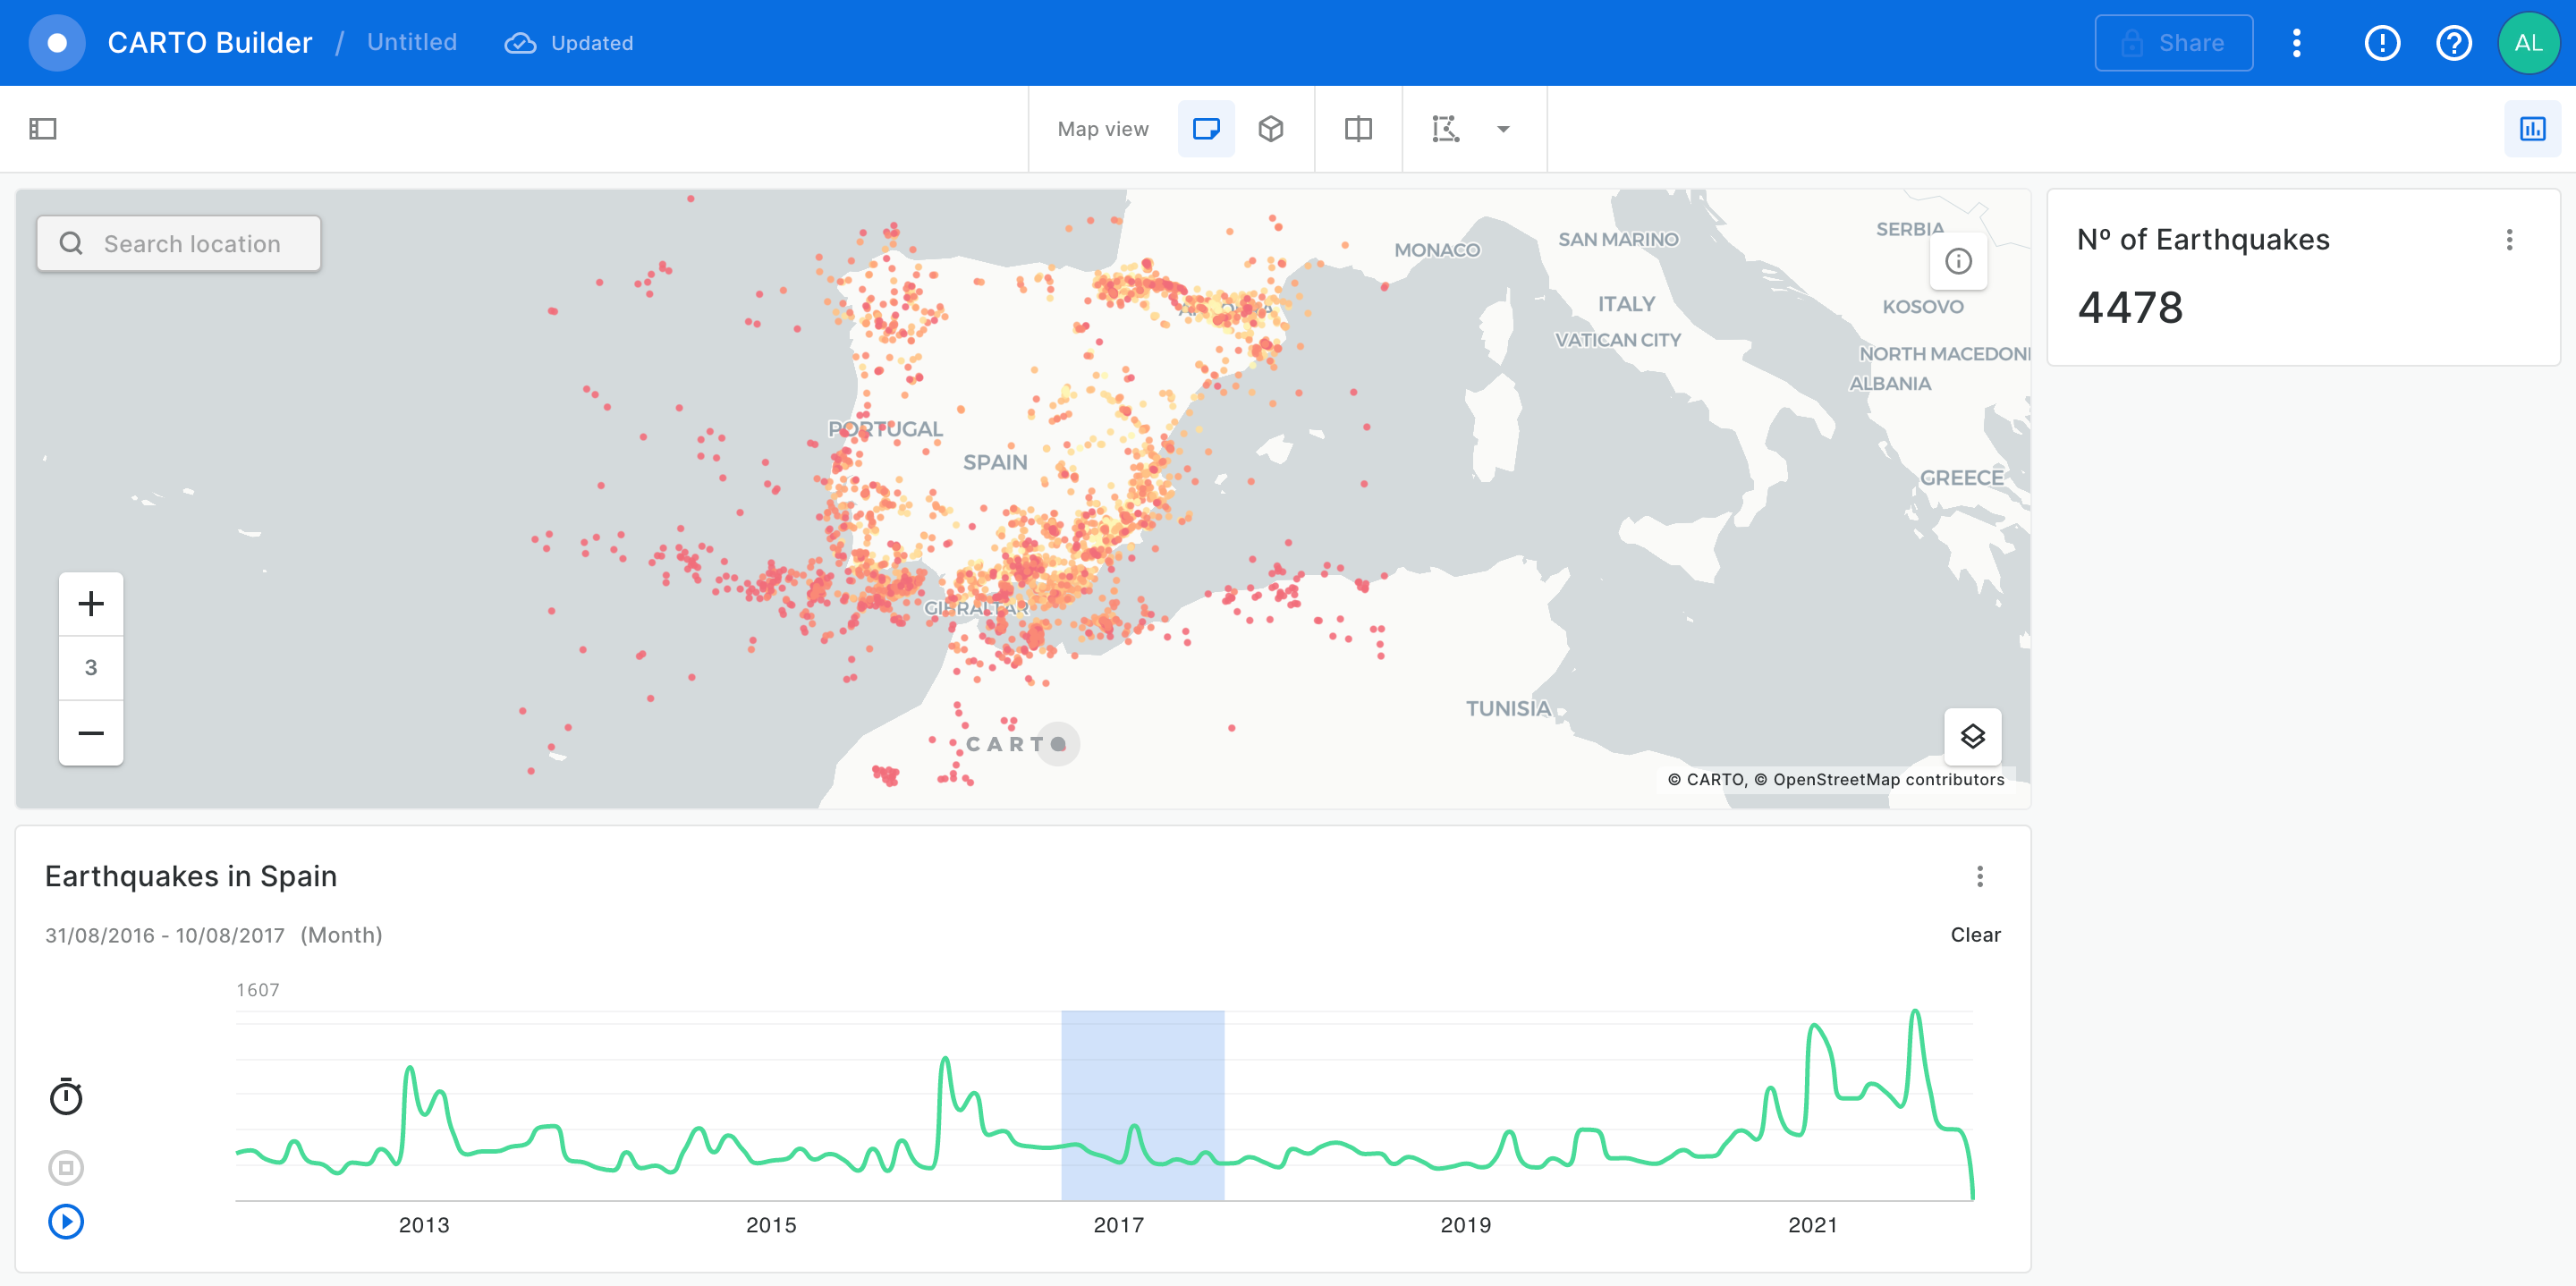 CARTO Builder / Untitled Updated Share AL
Map view
Search location
MONACO
SAN MARINO
SERBIA
ITALY
KOSOVO
VATICAN CITY
NORTH MACEDONI
ALBANIA
PORTUGAL
SPAIN
GREECE
GIBRALTAR
3
TUNISIA
CARTO
© CARTO, © OpenStreetMap contributors
Nº of Earthquakes
4478
Earthquakes in Spain
31/08/2016 - 10/08/2017 (Month)
Clear
1607
2013 2015 2017 2019 2021